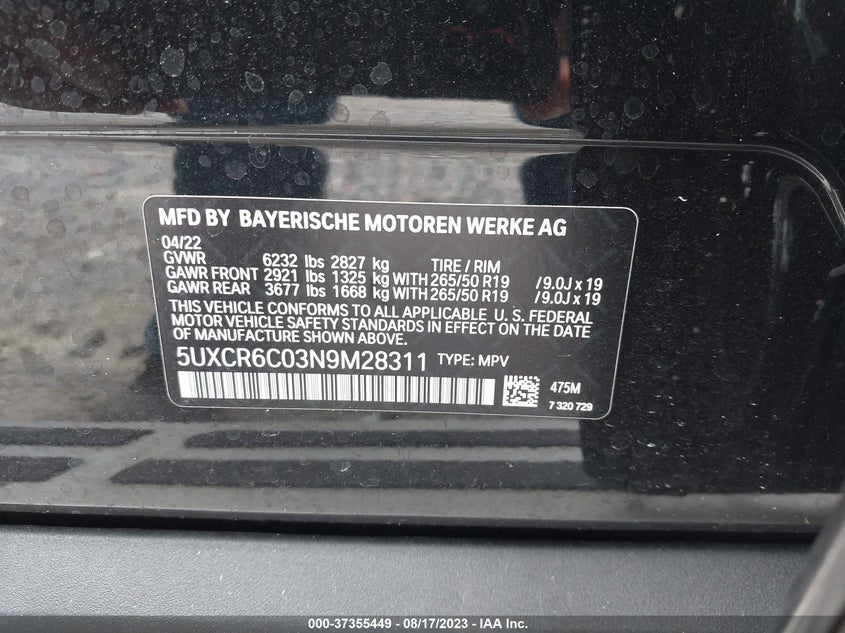 MFD BY BAYERISCHE MOTOREN WERKE AG
04/22
GVWR 6232 lbs 2827 kg TIRE / RIM
GAWR FRONT 2921 lbs 1325 kg WITH 265/50 R19 / 9.0J x 19
GAWR REAR 3677 lbs 1668 kg WITH 265/50 R19 / 9.0J x 19
THIS VEHICLE CONFORMS TO ALL APPLICABLE U. S. FEDERAL
MOTOR VEHICLE SAFETY STANDARDS IN EFFECT ON THE DATE
OF MANUFACTURE SHOWN ABOVE.
5UXCR6C03N9M28311 TYPE: MPV
475M
7 320 729
000-37355449 - 08/17/2023 - IAA Inc.